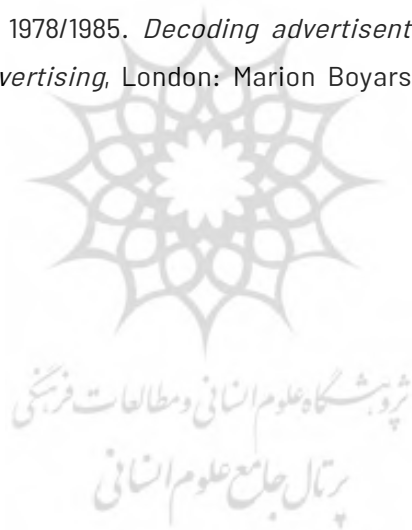 1978/1985. Decoding advertisent
vertising, London: Marion Boyars
پژوهشگاه علوم انسانی و مطالعات فرهنگی
پرتال جامع علوم انسانی